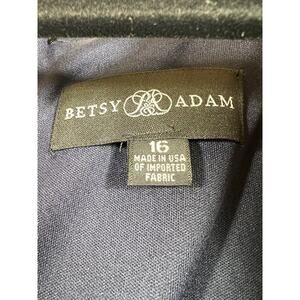 BETSY ADAM
16
MADE IN USA
OF IMPORTED
FABRIC